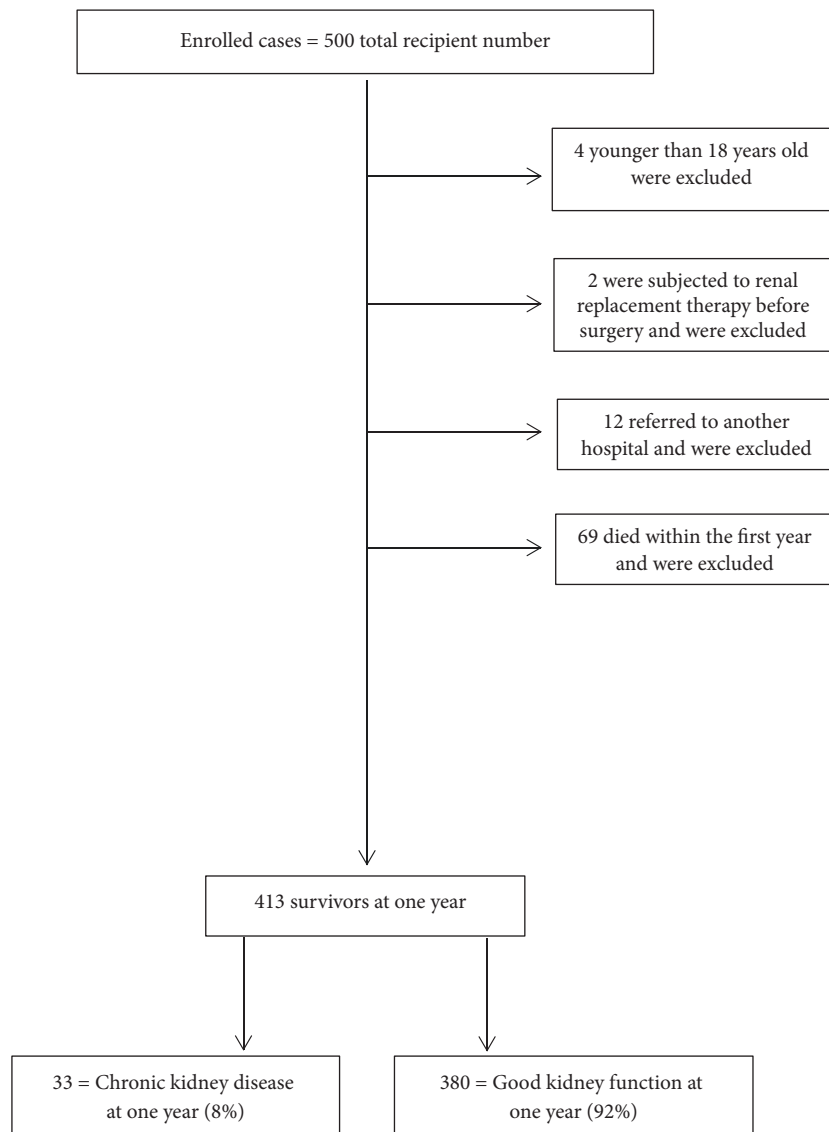 Enrolled cases = 500 total recipient number
4 younger than 18 years old
were excluded
2 were subjected to renal
replacement therapy before
surgery and were excluded
12 referred to another
hospital and were excluded
69 died within the first year
and were excluded
413 survivors at one year
33 = Chronic kidney disease
at one year (8%)
380 = Good kidney function at
one year (92%)